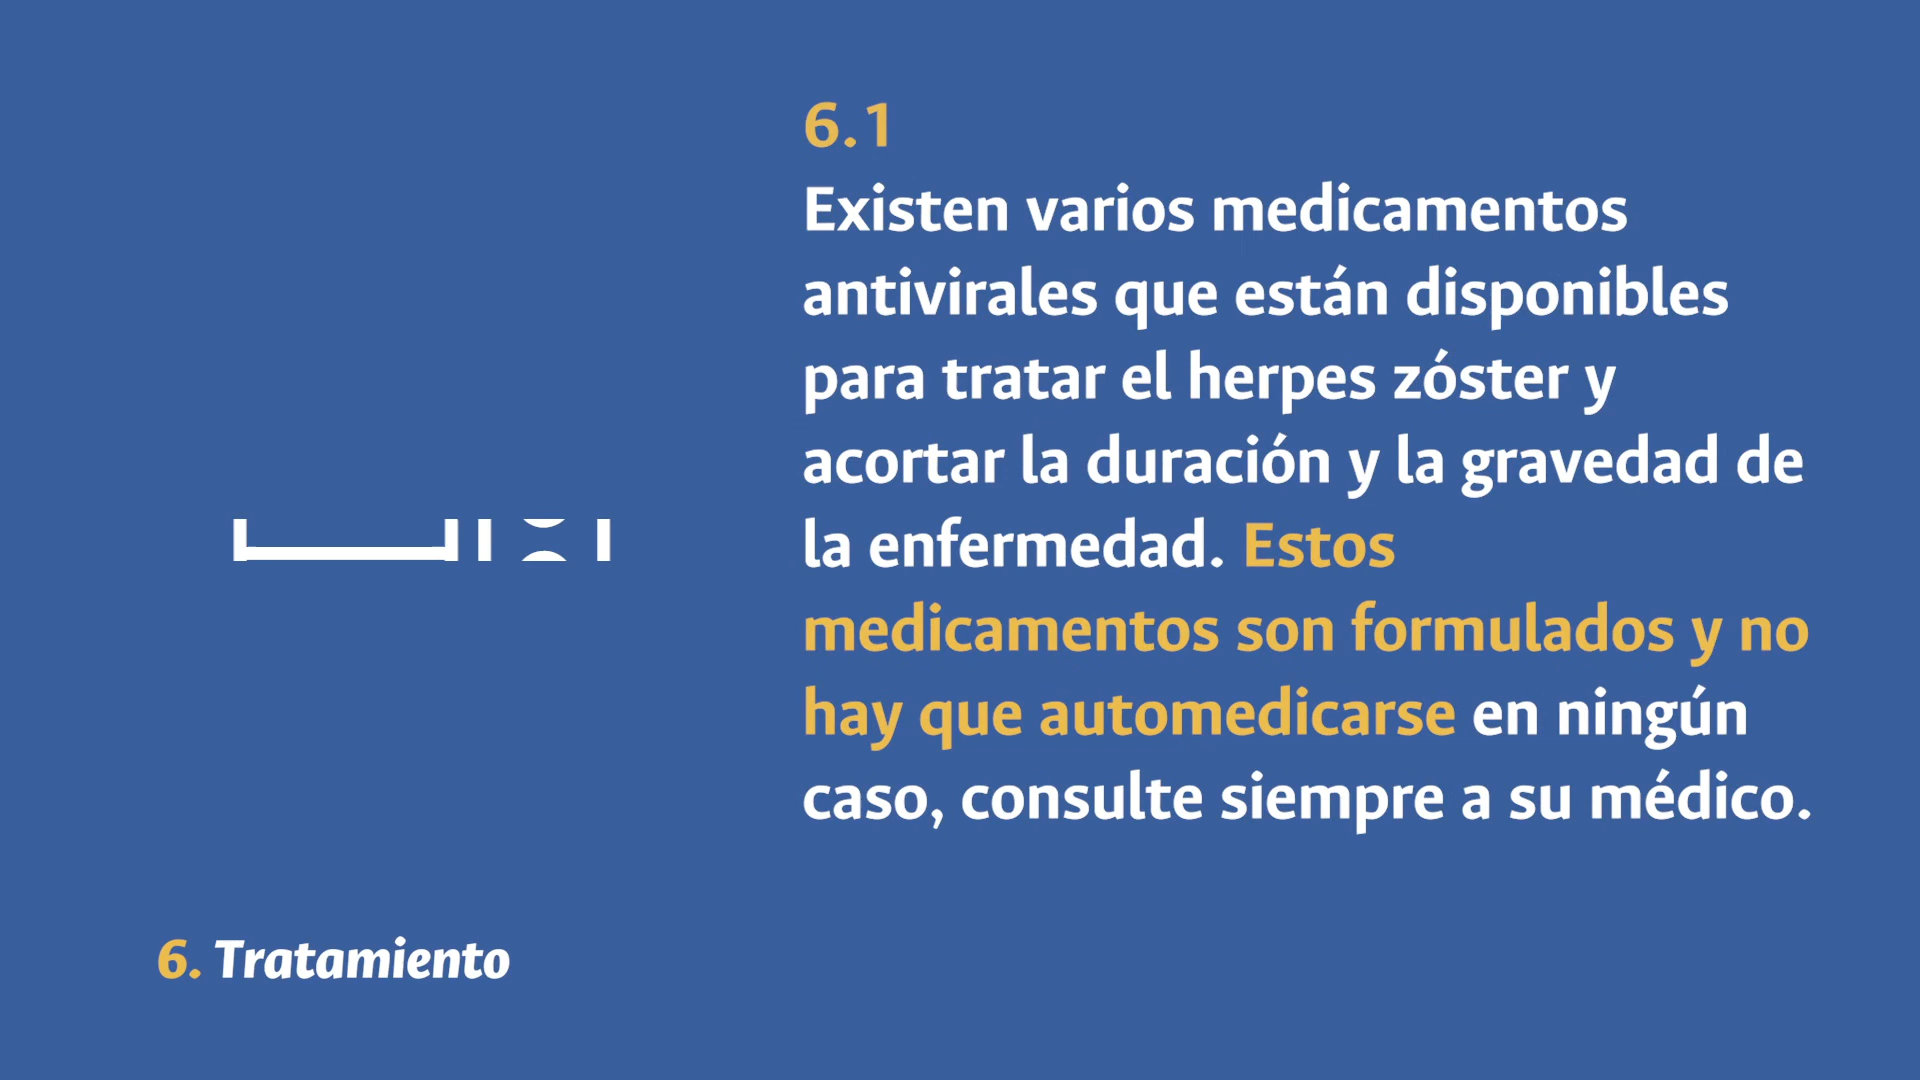 6.1
Existen varios medicamentos
antivirales que están disponibles
para tratar el herpes zóster y
acortar la duración y la gravedad de
la enfermedad. Estos
medicamentos son formulados y no
hay que automedicarse en ningún
caso, consulte siempre a su médico.
6. Tratamiento